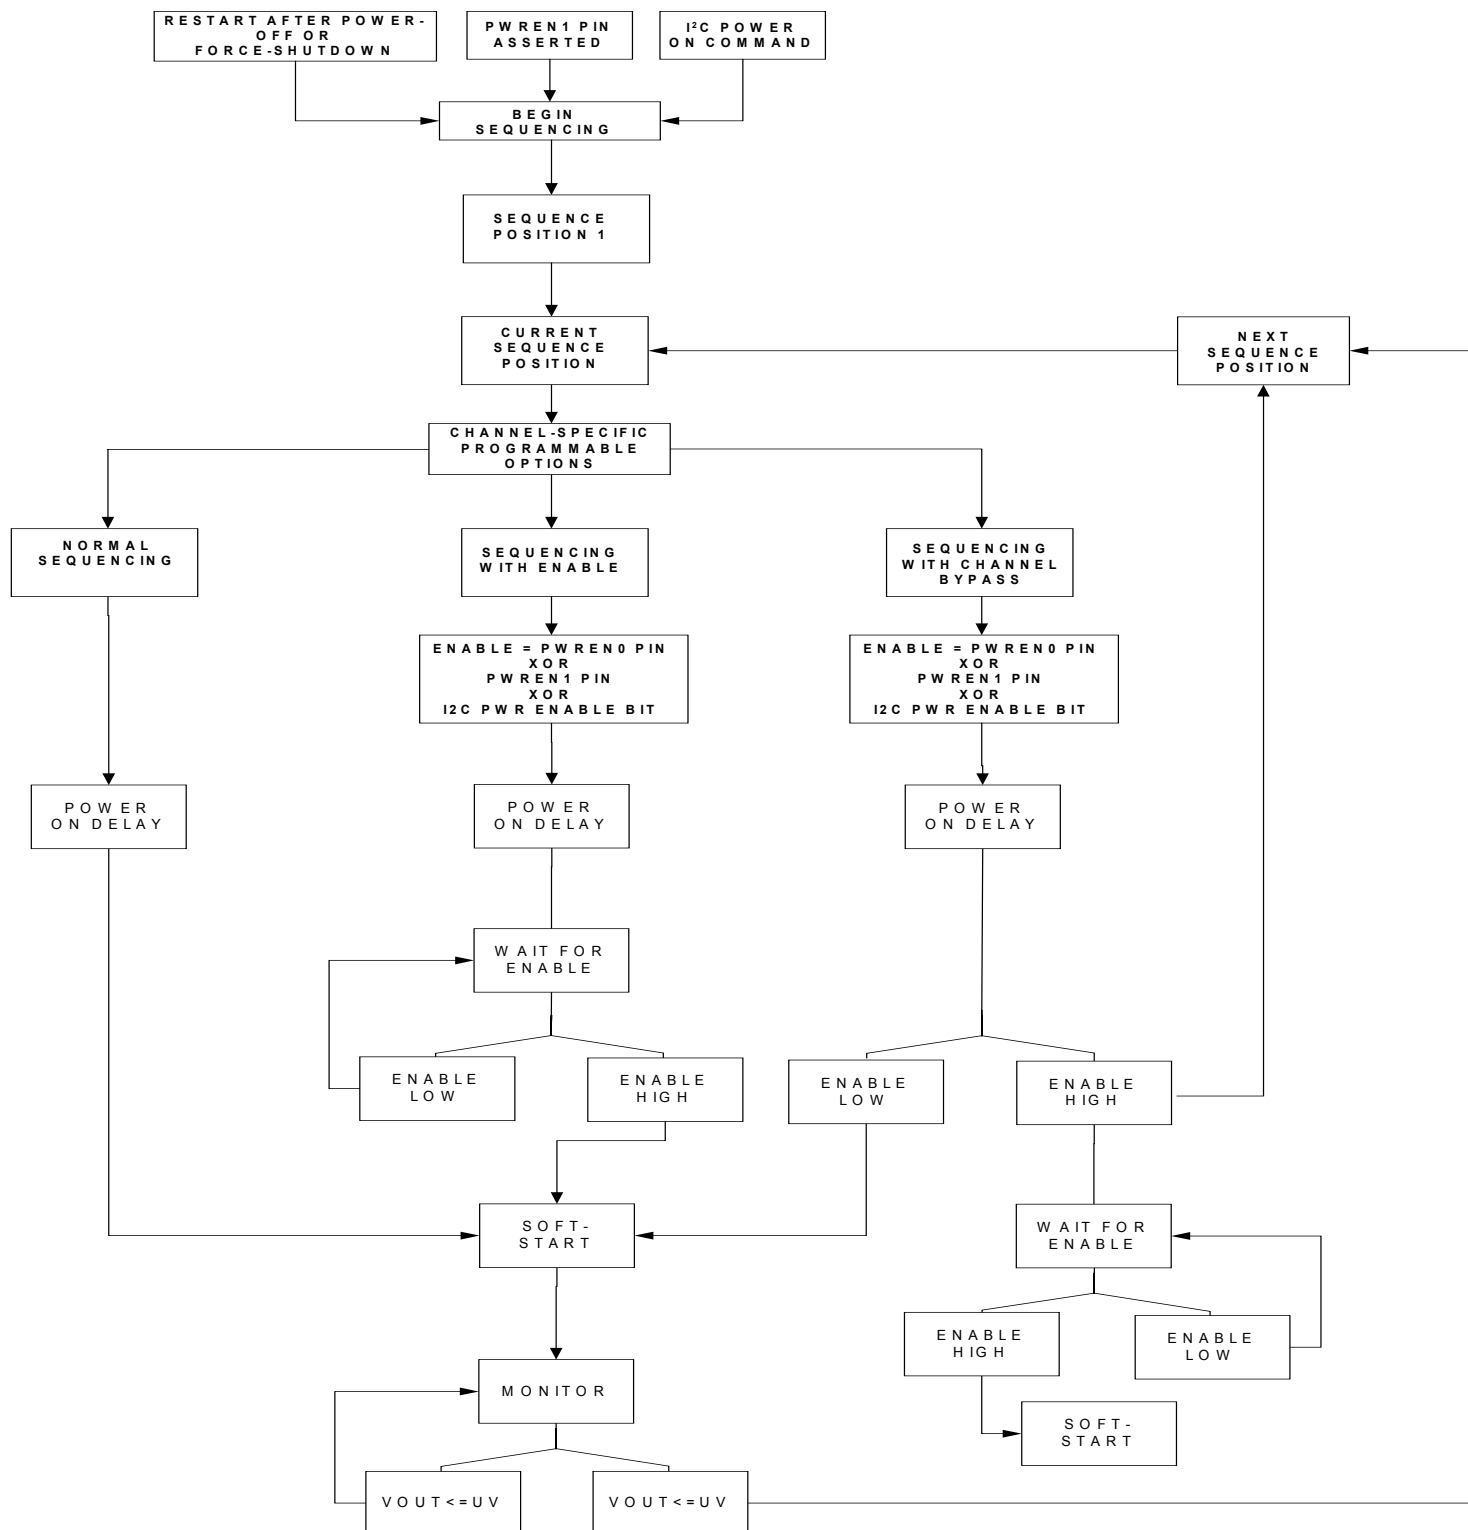 RESTART AFTER POWER-
OFF OR
FORCE-SHUTDOWN
PWREN1 PIN
ASSERTED
I²C POWER
ON COMMAND
BEGIN
SEQUENCING
SEQUENCE
POSITION 1
CURRENT
SEQUENCE
POSITION
NEXT
SEQUENCE
POSITION
CHANNEL-SPECIFIC
PROGRAMMABLE
OPTIONS
NORMAL
SEQUENCING
SEQUENCING
WITH ENABLE
SEQUENCING
WITH CHANNEL
BYPASS
ENABLE = PWREN0 PIN
XOR
PWREN1 PIN
XOR
I2C PWR ENABLE BIT
ENABLE = PWREN0 PIN
XOR
PWREN1 PIN
XOR
I2C PWR ENABLE BIT
POWER
ON DELAY
POWER
ON DELAY
POWER
ON DELAY
WAIT FOR
ENABLE
ENABLE
LOW
ENABLE
HIGH
ENABLE
LOW
ENABLE
HIGH
SOFT-
START
WAIT FOR
ENABLE
ENABLE
HIGH
ENABLE
LOW
MONITOR
SOFT-
START
VOUT<=UV
VOUT<=UV